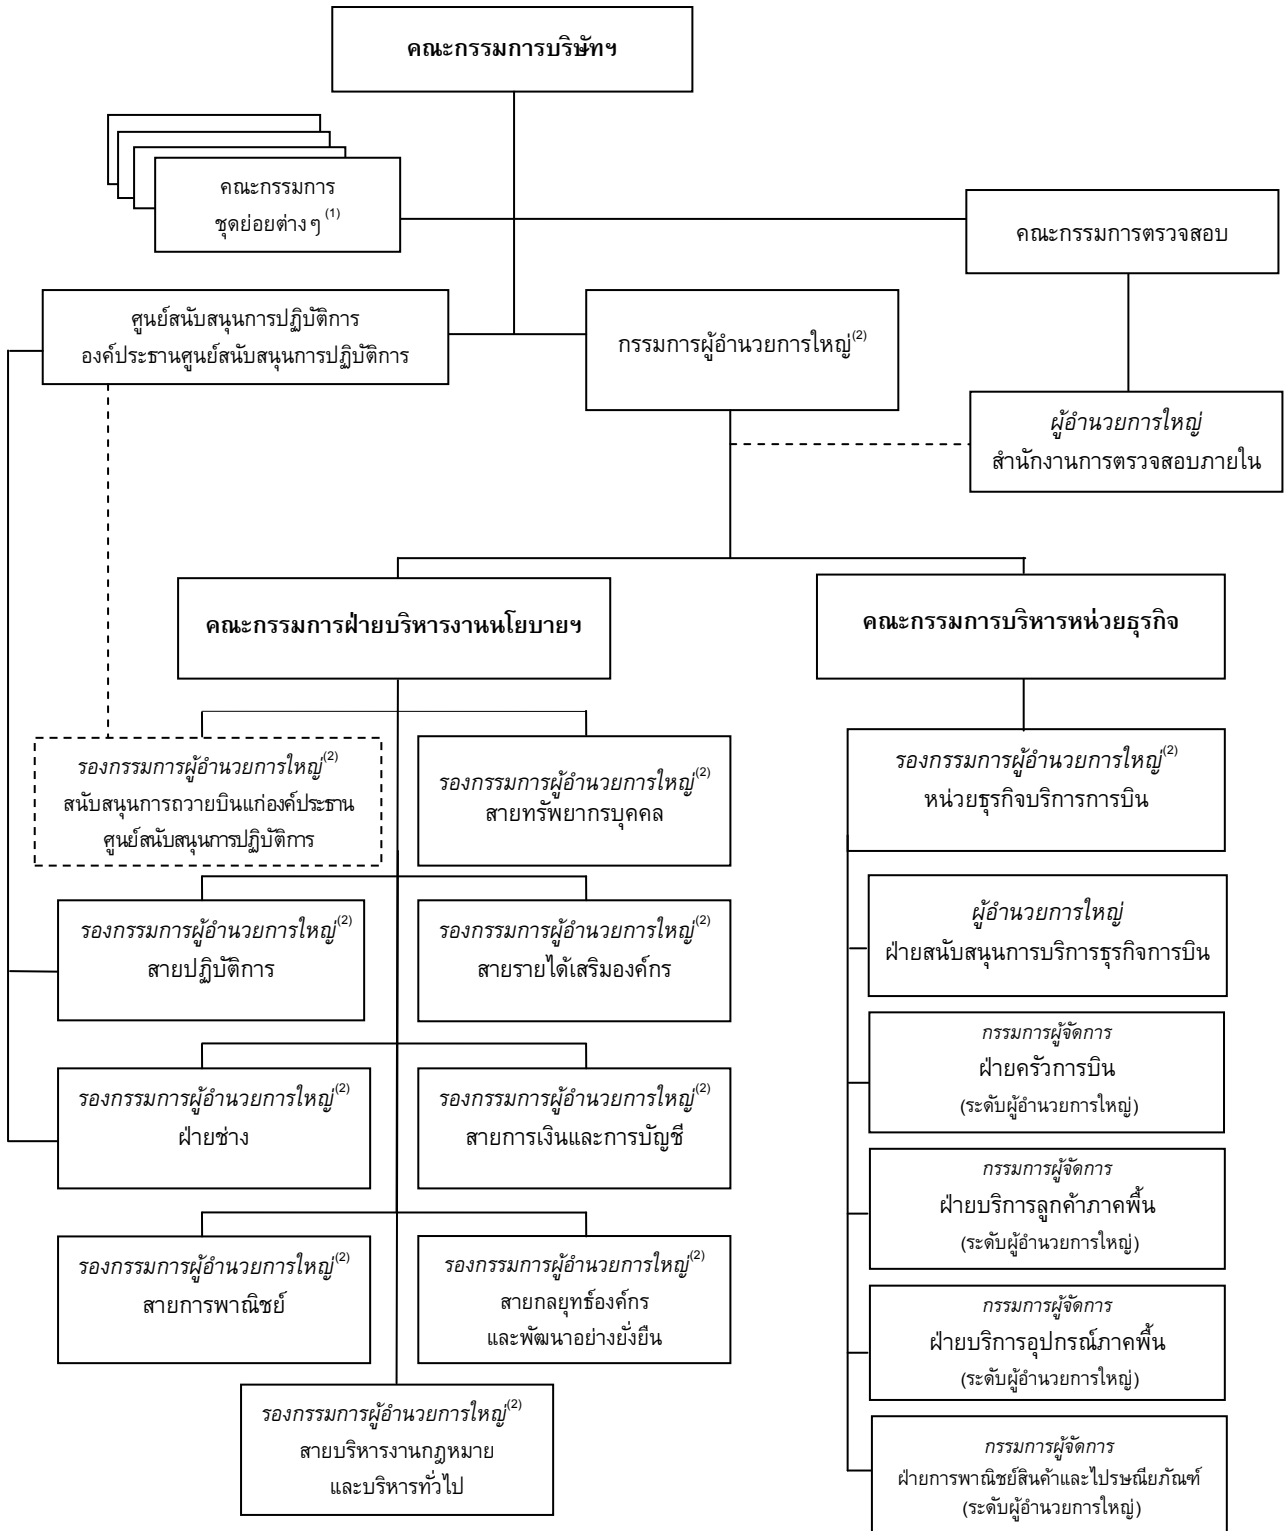 คณะกรรมการบริษัทฯ
คณะกรรมการ
ชุดย่อยต่างๆ (1)
คณะกรรมการตรวจสอบ
ศูนย์สนับสนุนการปฏิบัติการ
องค์ประธานศูนย์สนับสนุนการปฏิบัติการ
กรรมการผู้อำนวยการใหญ่(2)
ผู้อำนวยการใหญ่
สำนักงานการตรวจสอบภายใน
คณะกรรมการฝ่ายบริหารงานนโยบายฯ
คณะกรรมการบริหารหน่วยธุรกิจ
รองกรรมการผู้อำนวยการใหญ่(2)
สนับสนุนการถวายบินแก่องค์ประธาน
ศูนย์สนับสนุนการปฏิบัติการ
รองกรรมการผู้อำนวยการใหญ่(2)
สายทรัพยากรบุคคล
รองกรรมการผู้อำนวยการใหญ่(2)
หน่วยธุรกิจบริการการบิน
รองกรรมการผู้อำนวยการใหญ่(2)
สายปฏิบัติการ
รองกรรมการผู้อำนวยการใหญ่(2)
สายรายได้เสริมองค์กร
ผู้อำนวยการใหญ่
ฝ่ายสนับสนุนการบริการธุรกิจการบิน
กรรมการผู้จัดการ
ฝ่ายครัวการบิน
(ระดับผู้อำนวยการใหญ่)
รองกรรมการผู้อำนวยการใหญ่(2)
ฝ่ายช่าง
รองกรรมการผู้อำนวยการใหญ่(2)
สายการเงินและการบัญชี
กรรมการผู้จัดการ
ฝ่ายบริการลูกค้าภาคพื้น
(ระดับผู้อำนวยการใหญ่)
รองกรรมการผู้อำนวยการใหญ่(2)
สายการพาณิชย์
รองกรรมการผู้อำนวยการใหญ่(2)
สายกลยุทธ์องค์กร
และพัฒนาอย่างยั่งยืน
กรรมการผู้จัดการ
ฝ่ายบริการอุปกรณ์ภาคพื้น
(ระดับผู้อำนวยการใหญ่)
รองกรรมการผู้อำนวยการใหญ่(2)
สายบริหารงานกฎหมาย
และบริหารทั่วไป
กรรมการผู้จัดการ
ฝ่ายการพาณิชย์สินค้าและไปรษณียภัณฑ์
(ระดับผู้อำนวยการใหญ่)